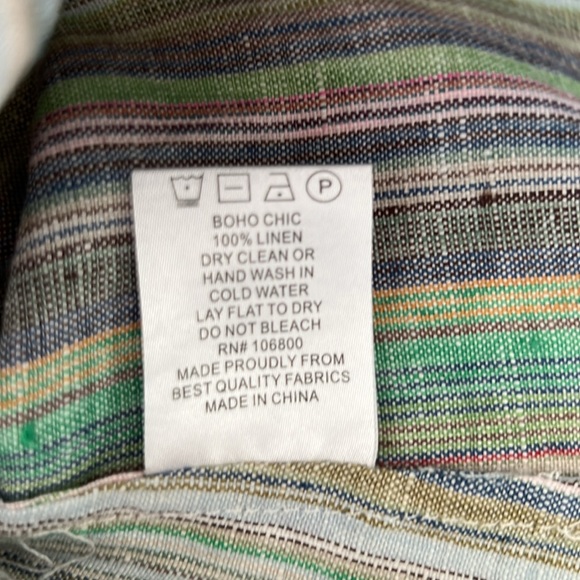 P
BOHO CHIC
100% LINEN
DRY CLEAN OR
HAND WASH IN
COLD WATER
LAY FLAT TO DRY
DO NOT BLEACH
RN# 106800
MADE PROUDLY FROM
BEST QUALITY FABRICS
MADE IN CHINA